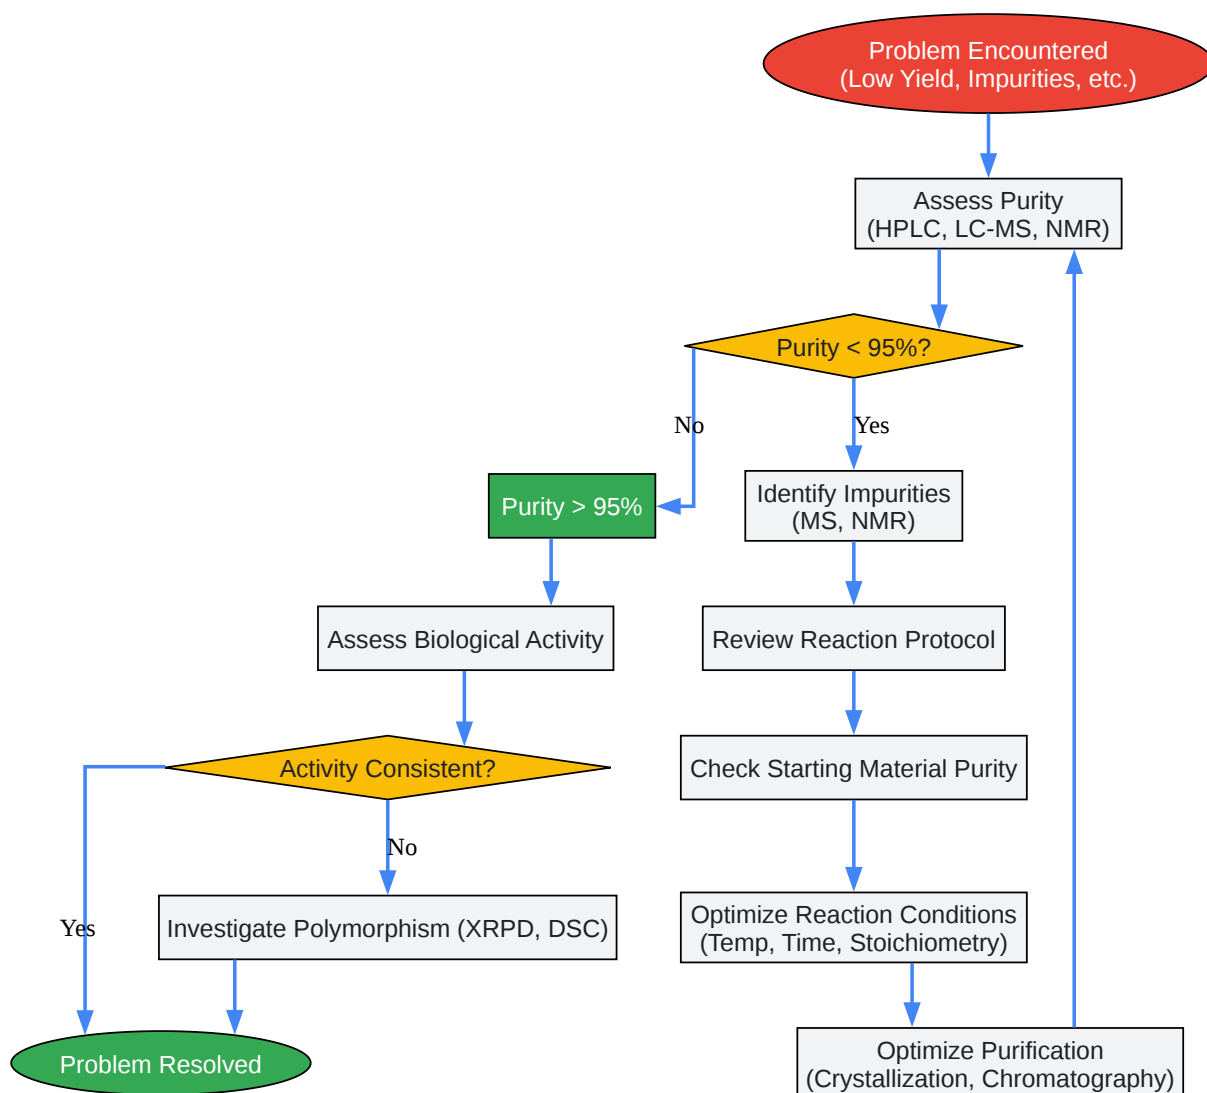 Problem Encountered
(Low Yield, Impurities, etc.)
Assess Purity
(HPLC, LC-MS, NMR)
Purity < 95%?
No
Yes
Purity > 95%
Identify Impurities
(MS, NMR)
Assess Biological Activity
Review Reaction Protocol
Activity Consistent?
Check Starting Material Purity
No
Yes
Investigate Polymorphism (XRPD, DSC)
Optimize Reaction Conditions
(Temp, Time, Stoichiometry)
Problem Resolved
Optimize Purification
(Crystallization, Chromatography)